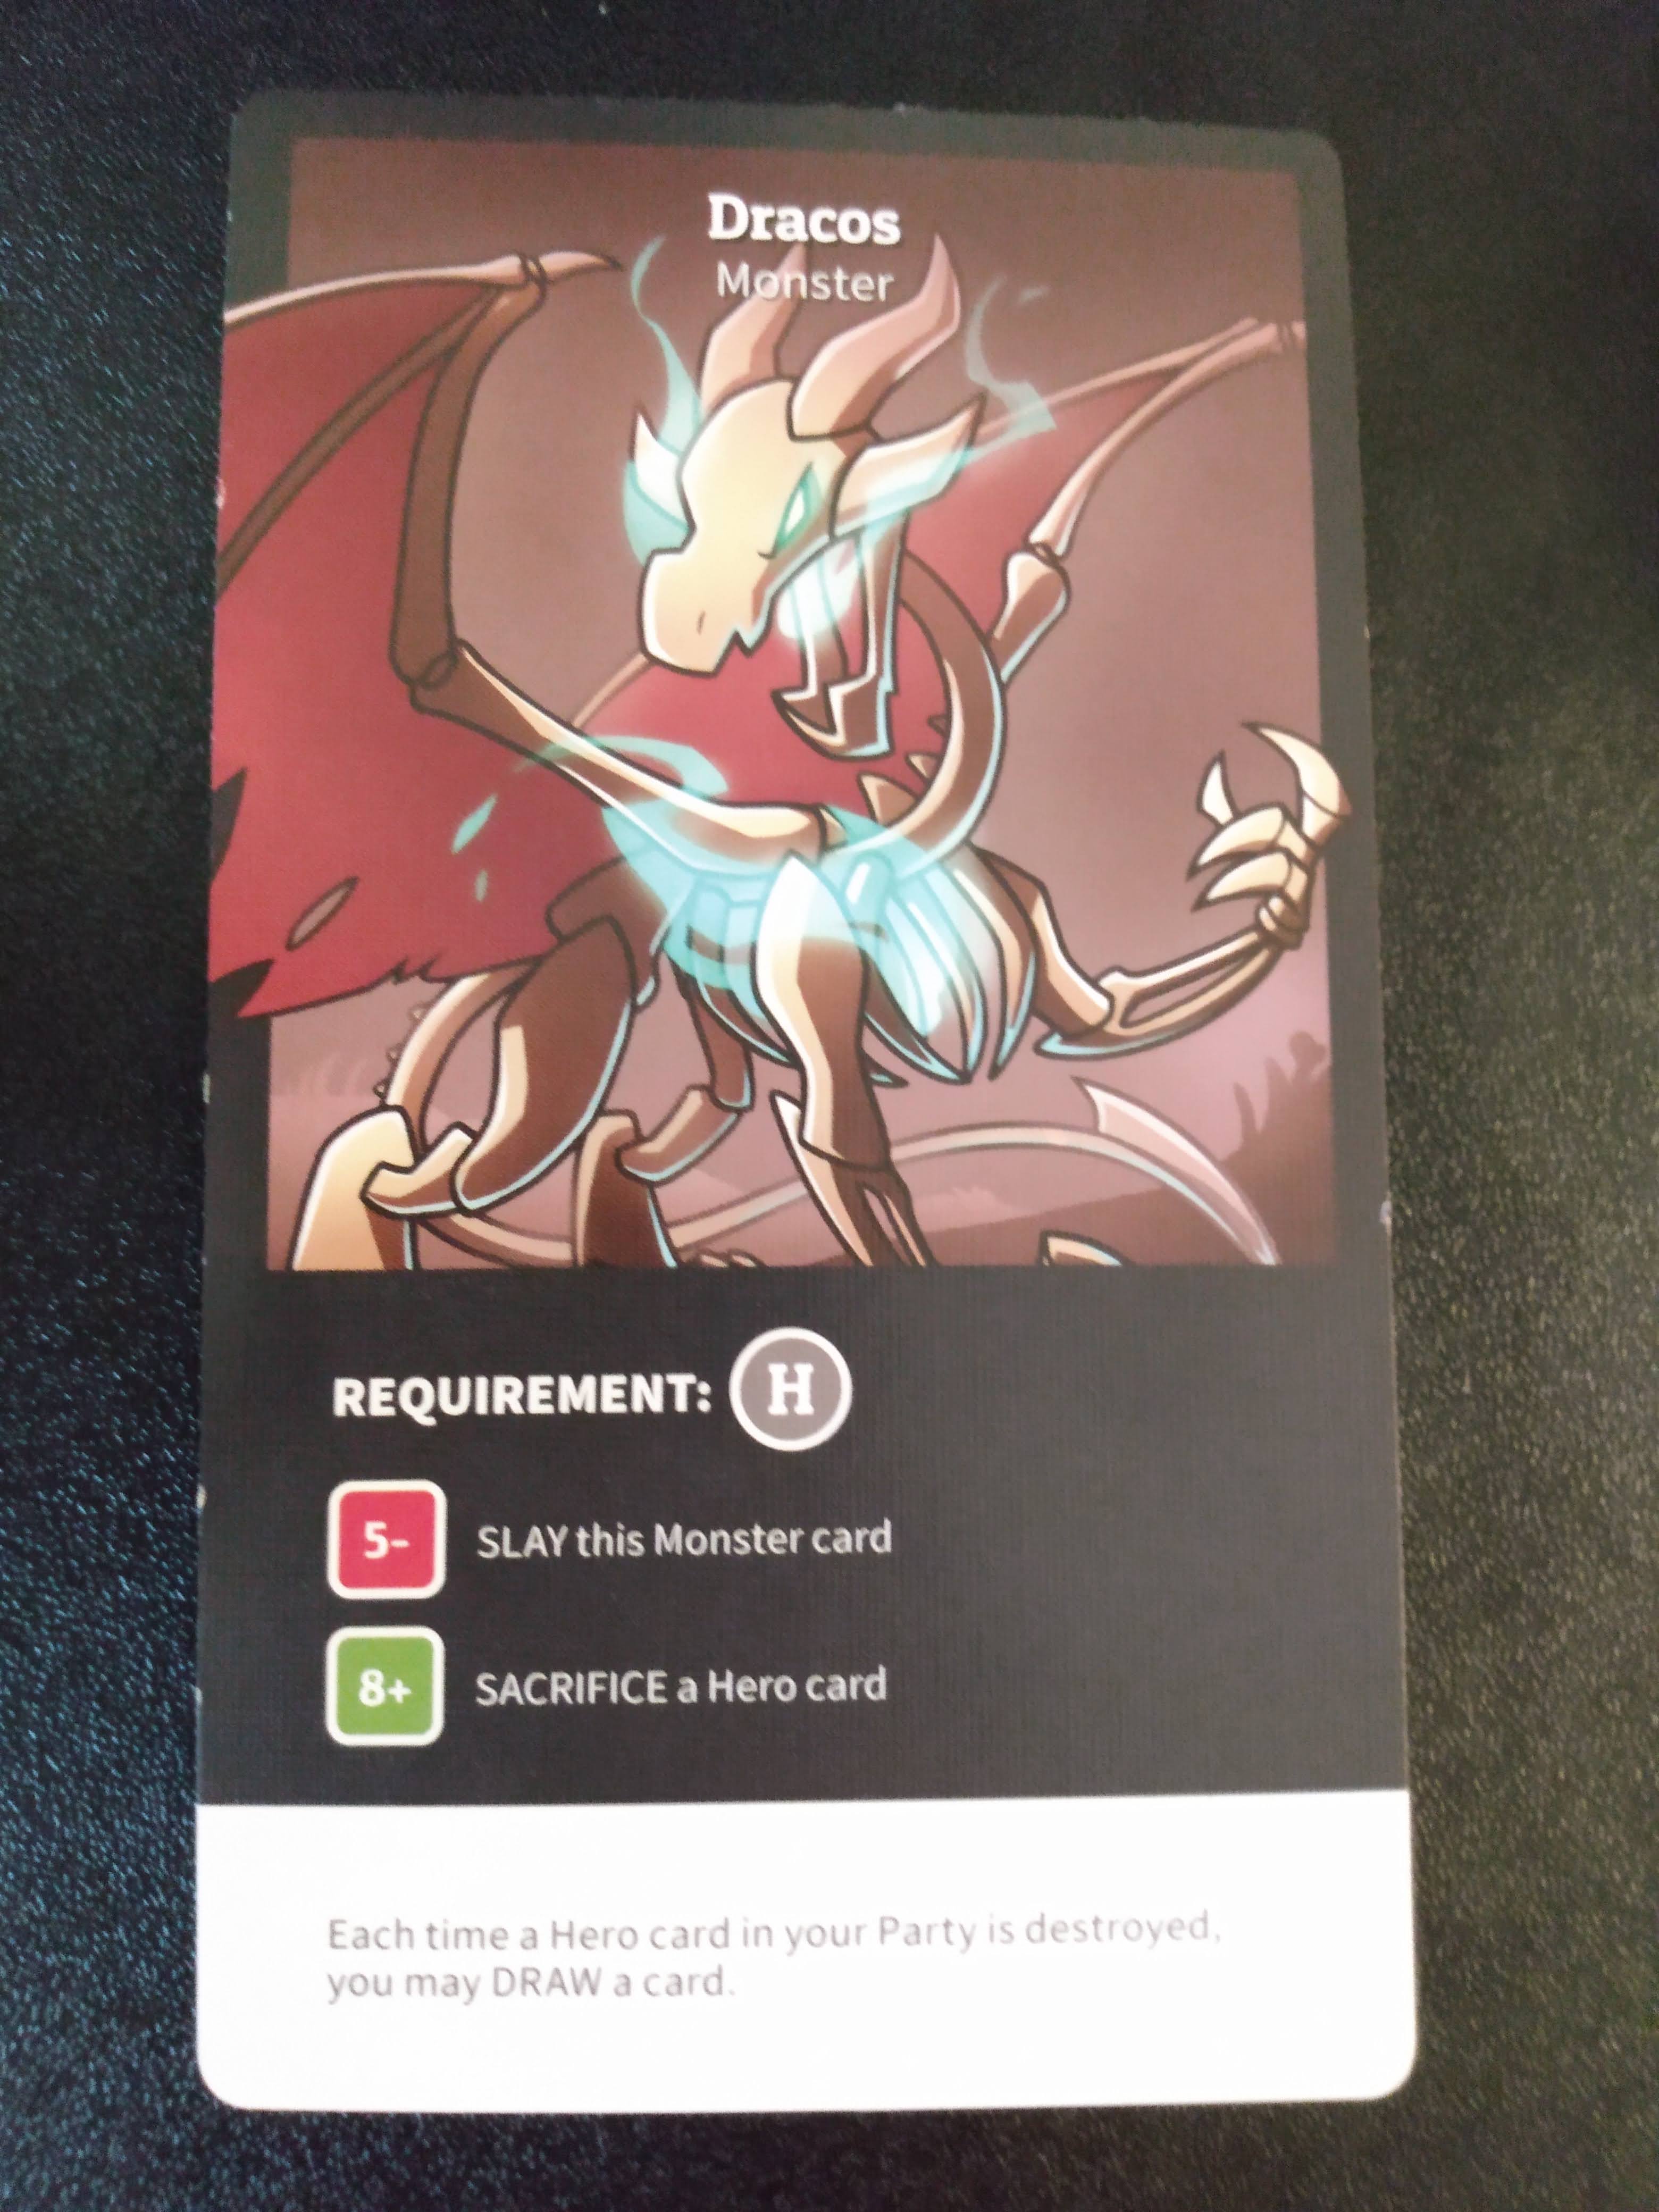 Dracos
Monster
REQUIREMENT: H
5- SLAY this Monster card
8+ SACRIFICE a Hero card
Each time a Hero card in your Party is destroyed,
you may DRAW a card.